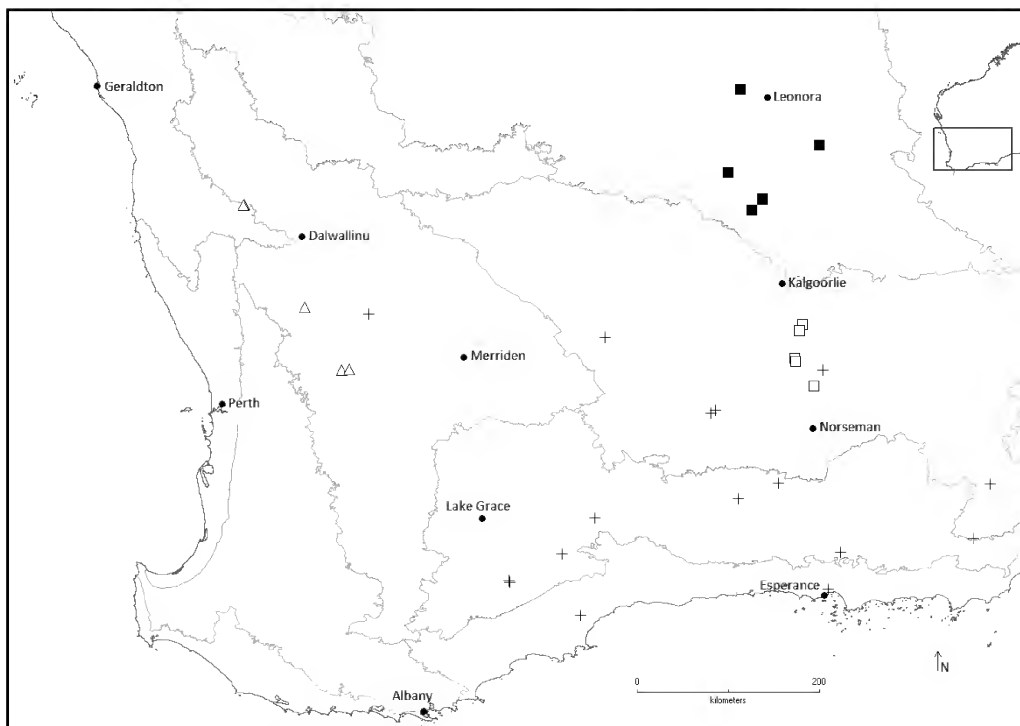 Geraldton
Leonora
Dalwallinu
Kalgoorlie
Merriden
Perth
Norseman
Lake Grace
Esperance
N
0 200
kilometers
Albany